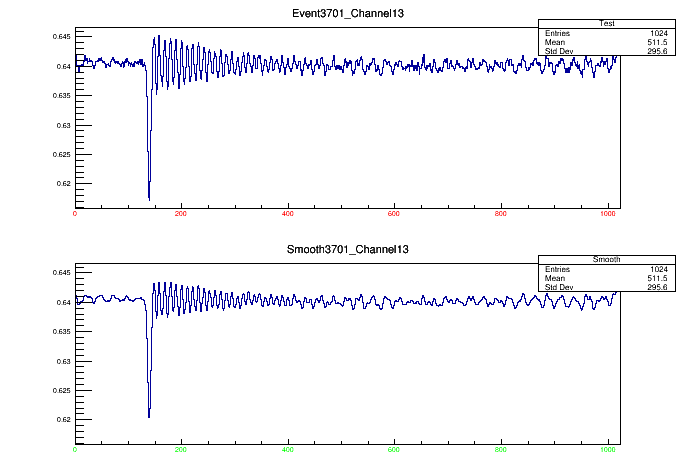 Event3701_Channel13
Test
Entries 1024
Mean 511.5
Std Dev 295.6
0.645
0.64
0.635
0.63
0.625
0.62
0 200 400 600 800 1000
Smooth3701_Channel13
Smooth
Entries 1024
Mean 511.5
Std Dev 295.6
0.645
0.64
0.635
0.63
0.625
0.62
0 200 400 600 800 1000